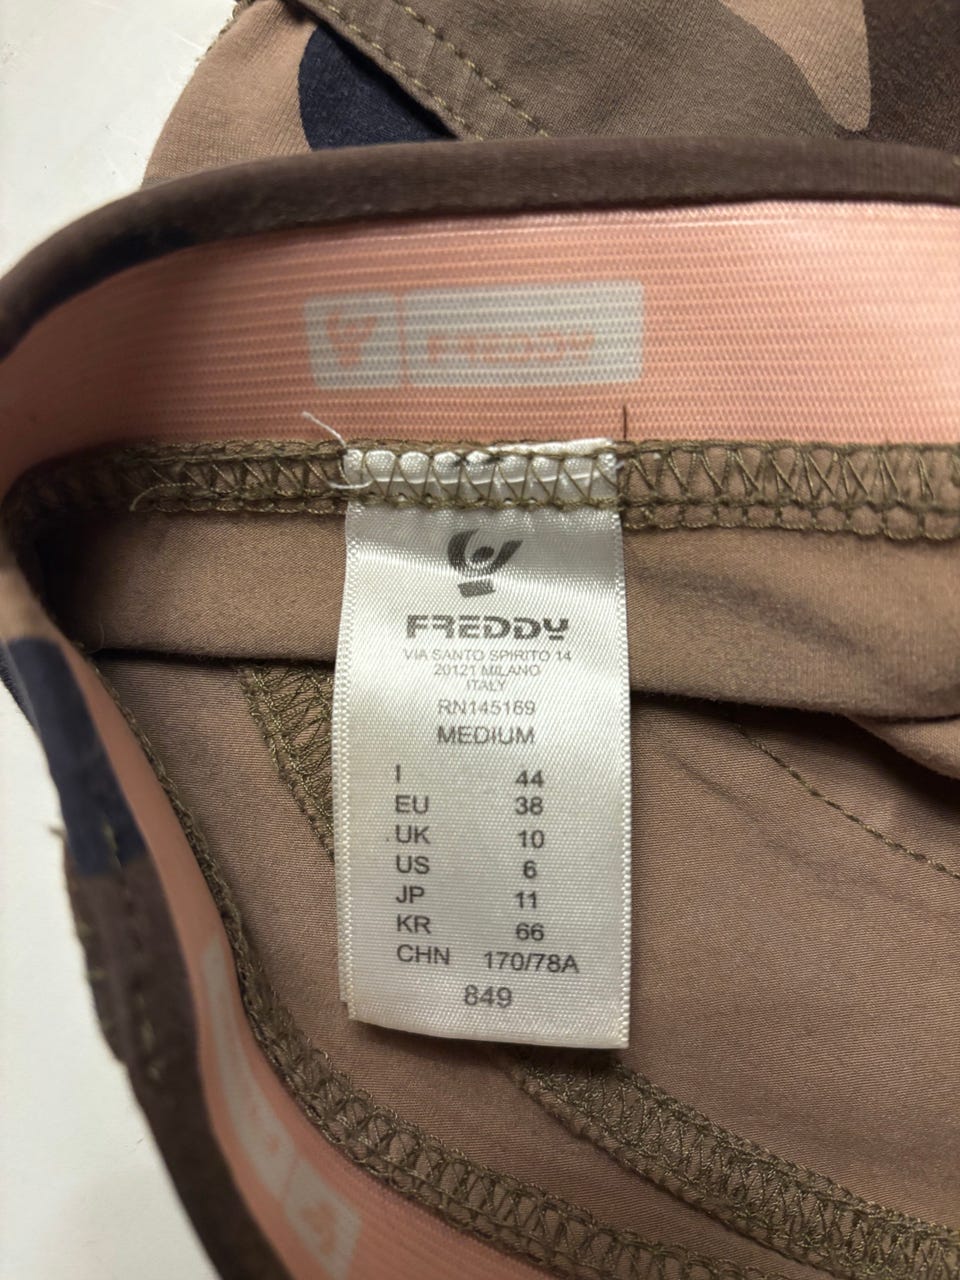 FREDDY
FREDDY
VIA SANTO SPIRITO 14
20121 MILANO
ITALY
RN145169
MEDIUM
I 44
EU 38
UK 10
US 6
JP 11
KR 66
CHN 170/78A
849